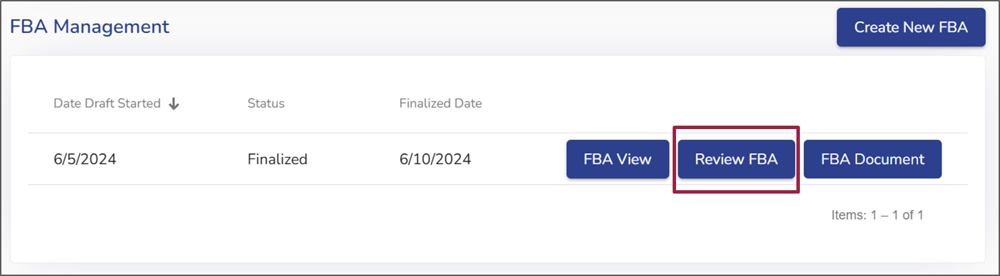 FBA Management
Create New FBA
Date Draft Started Status Finalized Date
6/5/2024 Finalized 6/10/2024 FBA View Review FBA FBA Document
Items: 1 – 1 of 1